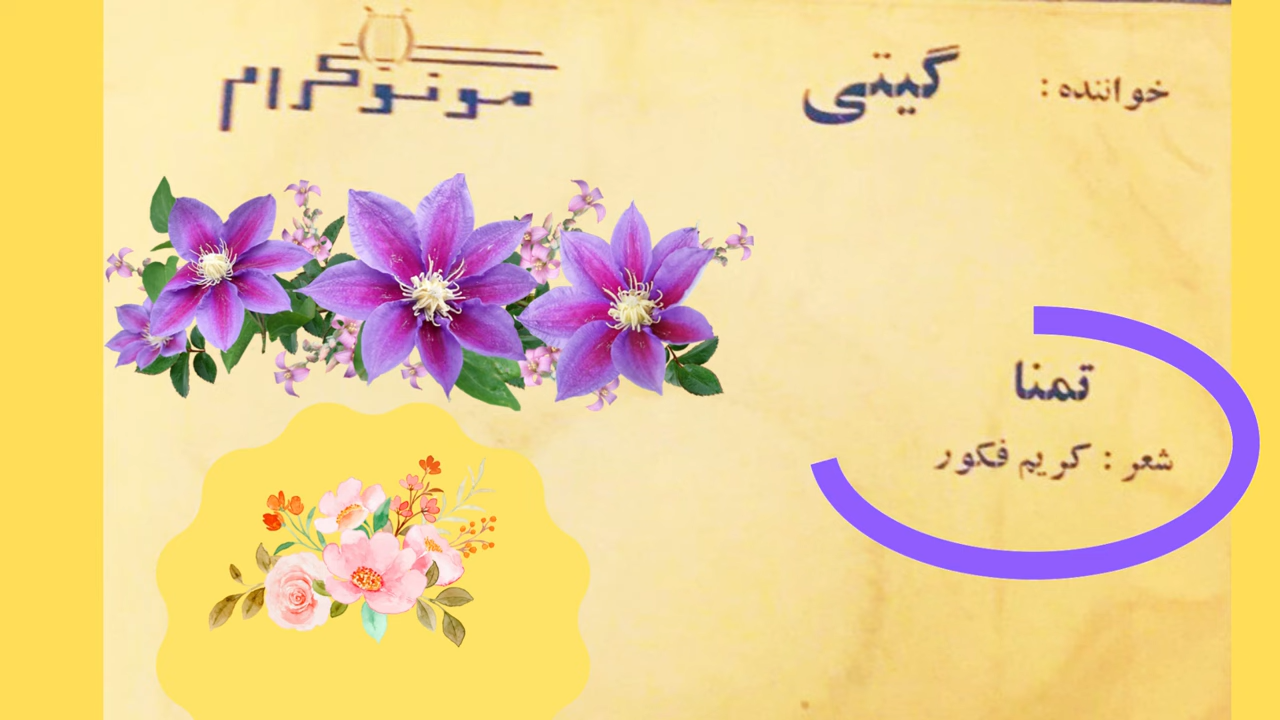 خواننده : گیتی
مونوگرام
تمنا
شعر : کریم فکور